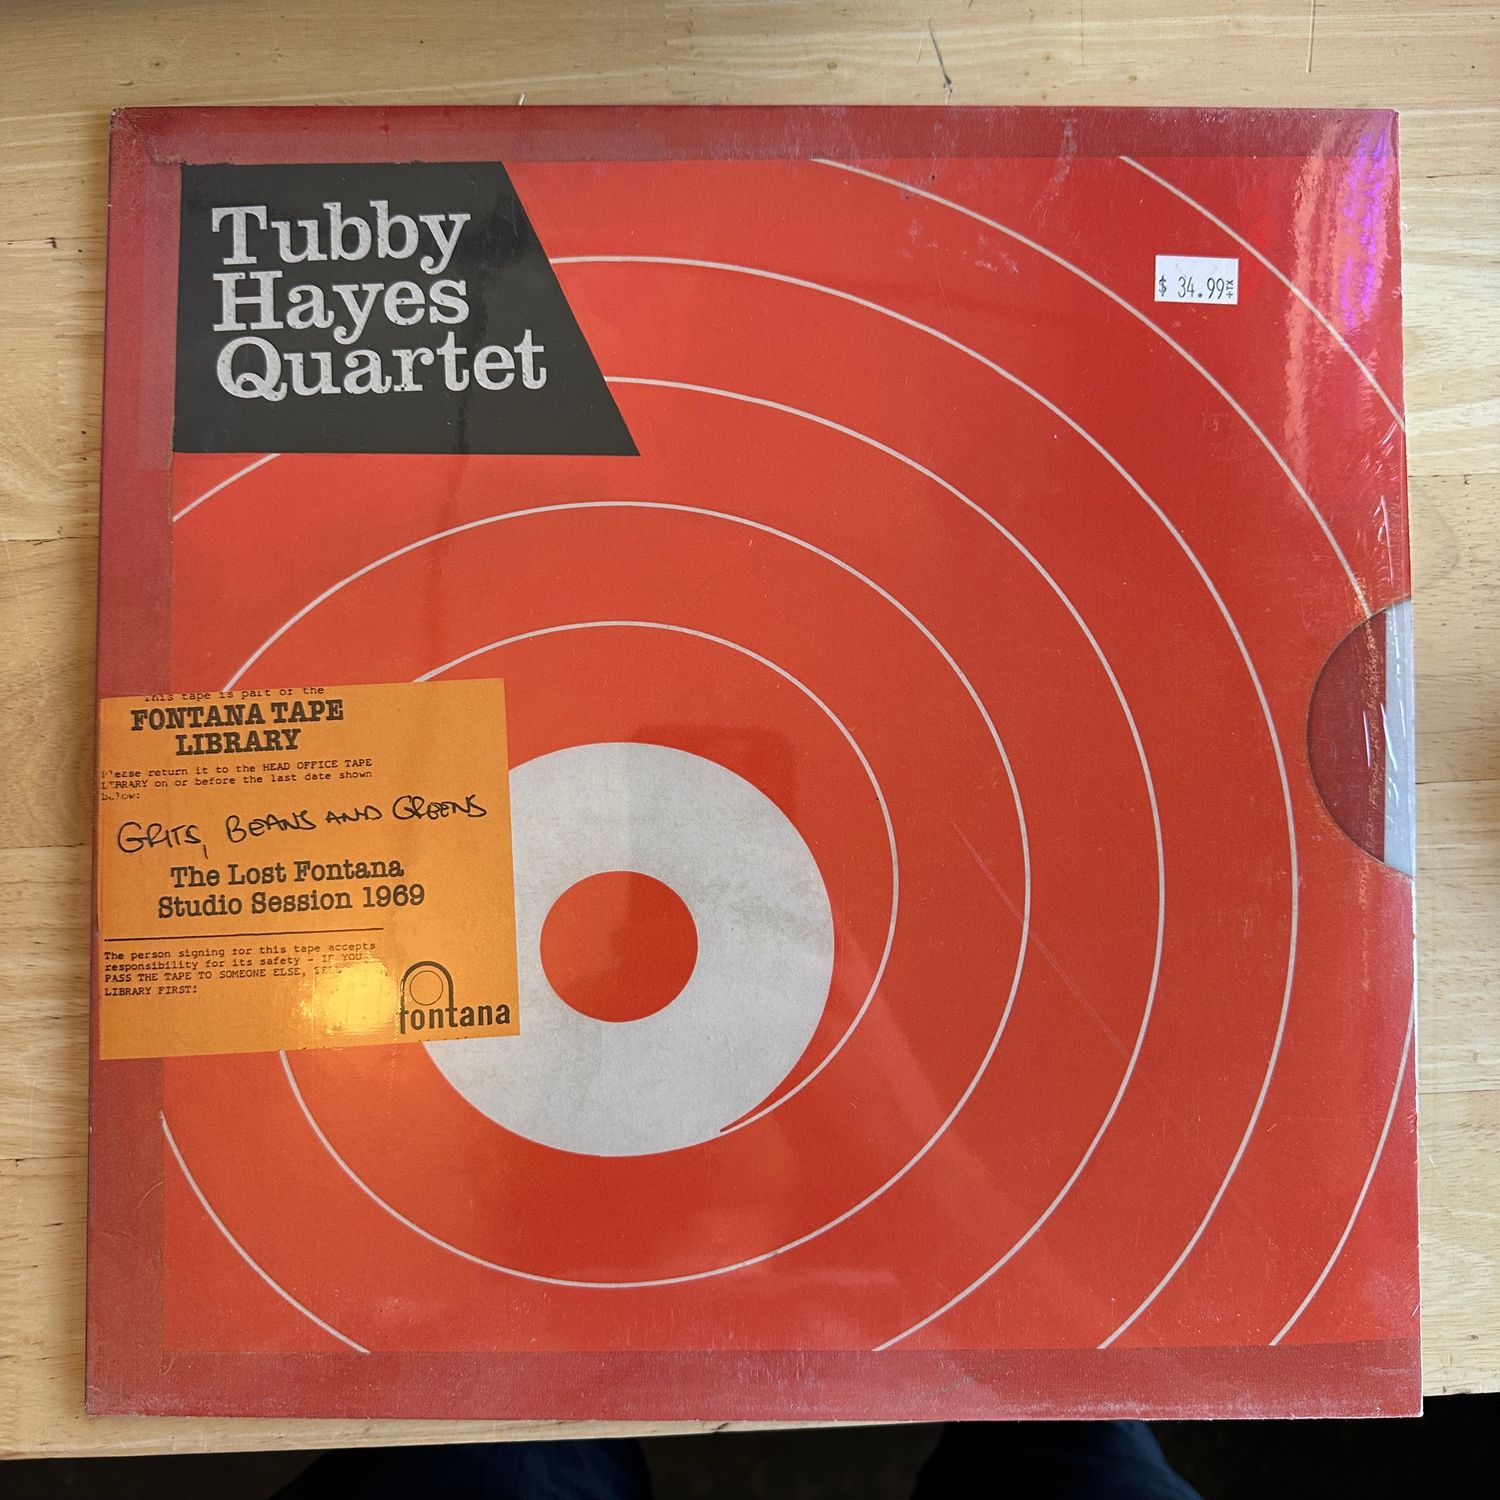 Tubby
Hayes
Quartet
$ 34.99
+TX
This tape is part of the
FONTANA TAPE
LIBRARY
Please return it to the HEAD OFFICE TAPE
LIBRARY on or before the last date shown
below:
GRITS, BEANS AND GREENS
The Lost Fontana
Studio Session 1969
The person signing for this tape accepts
responsibility for its safety - IF YOU
PASS THE TAPE TO SOMEONE ELSE,
LIBRARY FIRST!
fontana